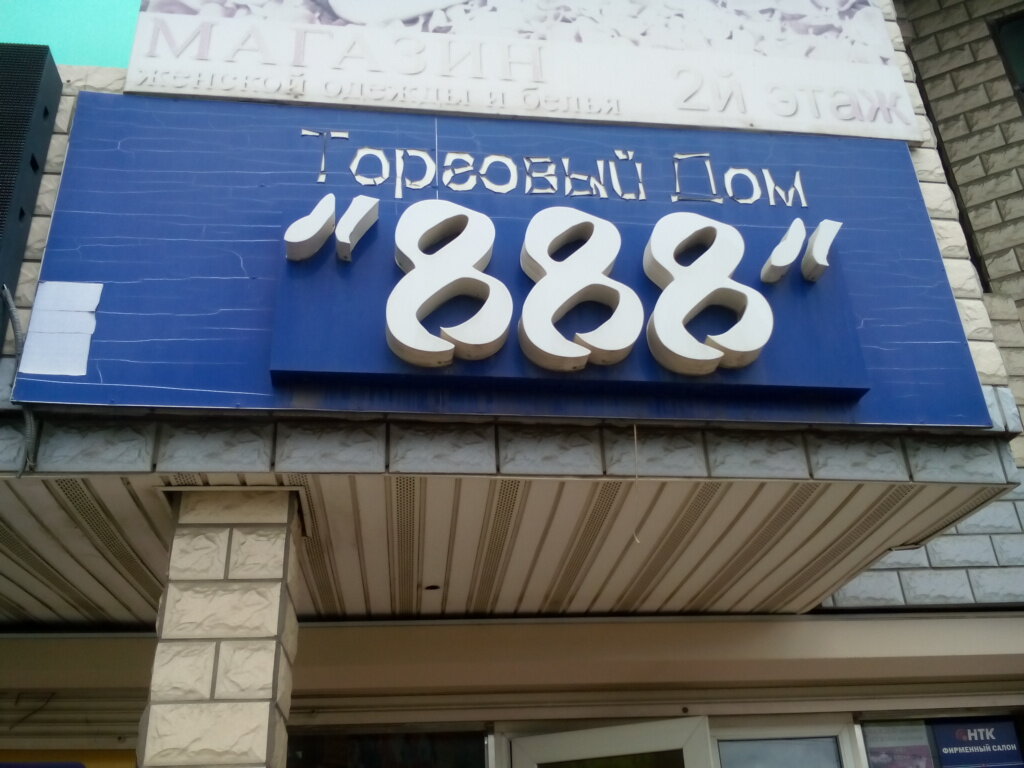 МАГАЗИН
женской одежды и белья 2й этаж
Торговый Дом
"888"
НТК
ФИРМЕННЫЙ САЛОН